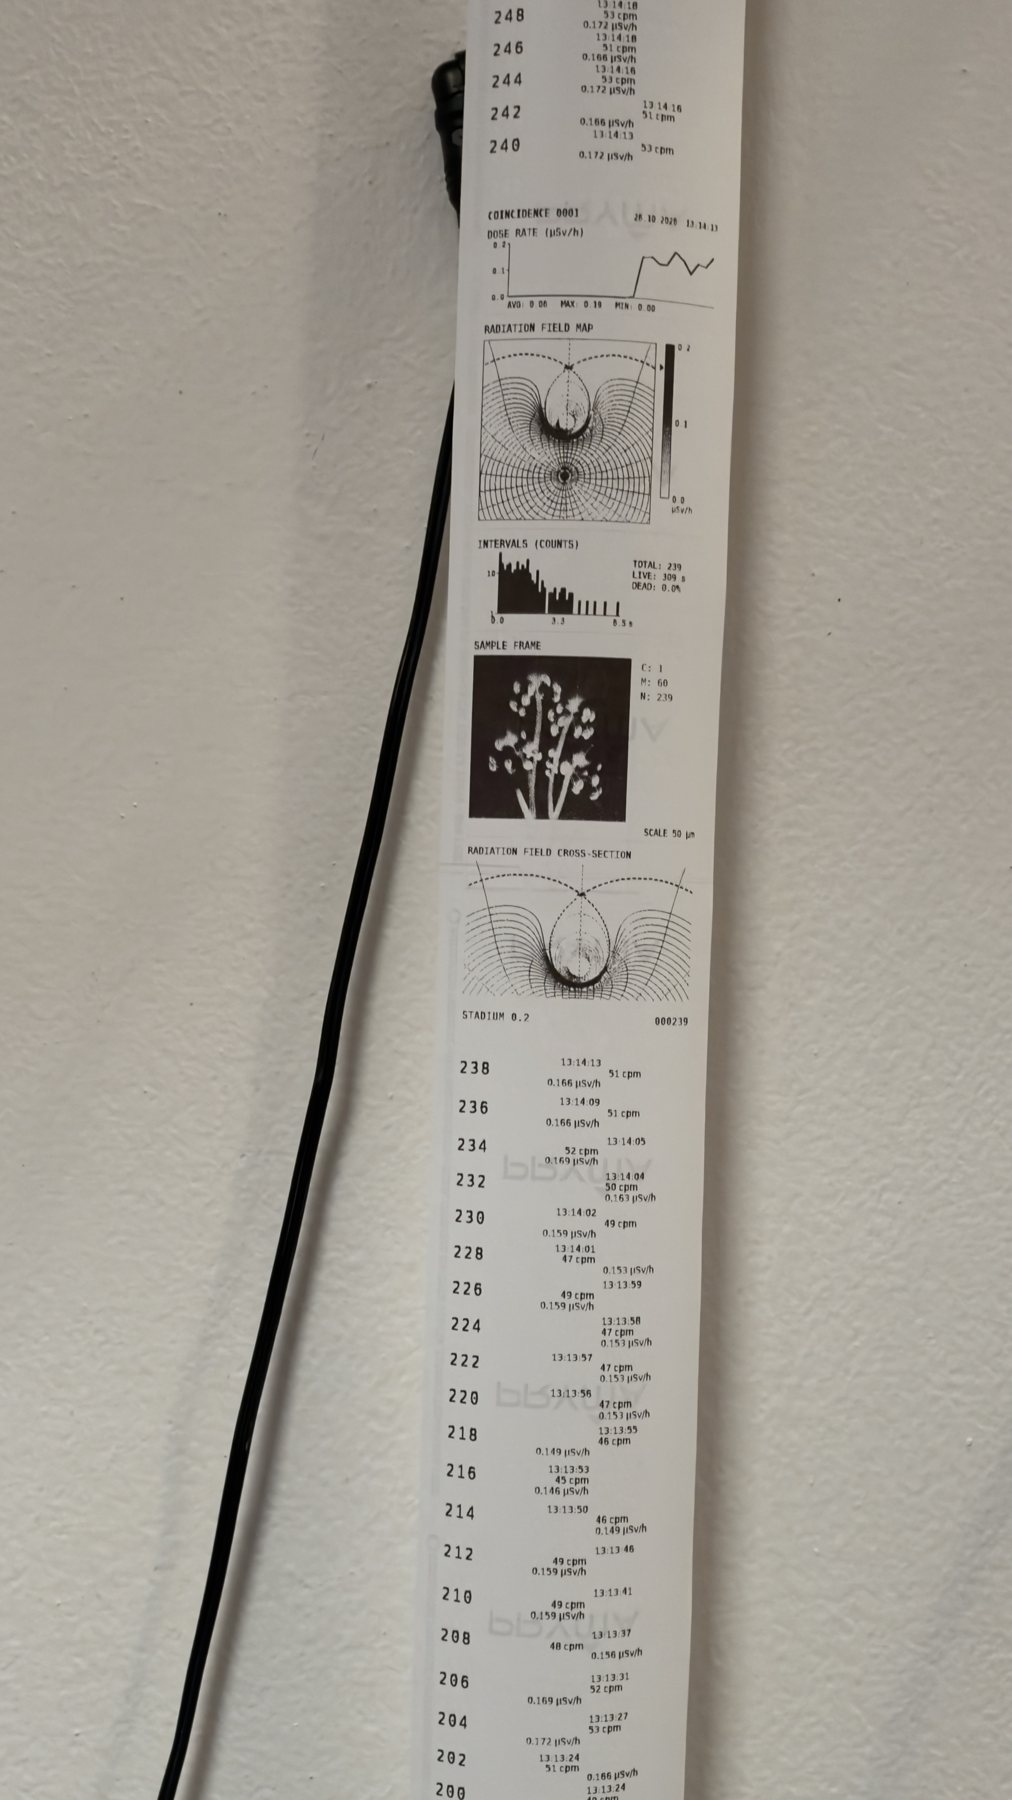 248
13:14:18
53 cpm
0.172 µSv/h
246
13:14:18
51 cpm
0.166 µSv/h
244
13:14:16
53 cpm
0.172 µSv/h
242
13:14:16
51 cpm
0.166 µSv/h
240
13:14:13
53 cpm
0.172 µSv/h
COINCIDENCE 0001
13:14:13
DOSE RATE (µSv/h)
0.2
0.1
0.0
AVG: 0.06 MAX: 0.19 MIN: 0.00
RADIATION FIELD MAP
0.2
0.1
0.0
µSv/h
INTERVALS (COUNTS)
10
TOTAL: 239
LIVE: 309 s
DEAD: 0.0%
0.0 3.3 6.5 s
SAMPLE FRAME
C: 1
M: 60
N: 239
SCALE 50 µm
RADIATION FIELD CROSS-SECTION
STADIUM 0.2 000239
238
13:14:13
51 cpm
0.166 µSv/h
236
13:14:09
51 cpm
0.166 µSv/h
234
13:14:05
52 cpm
0.169 µSv/h
232
13:14:04
50 cpm
0.163 µSv/h
230
13:14:02
49 cpm
0.159 µSv/h
228
13:14:01
47 cpm
0.153 µSv/h
226
13:13:59
49 cpm
0.159 µSv/h
224
13:13:58
47 cpm
0.153 µSv/h
222
13:13:57
47 cpm
0.153 µSv/h
220
13:13:56
47 cpm
0.153 µSv/h
218
13:13:55
46 cpm
0.149 µSv/h
216
13:13:53
45 cpm
0.146 µSv/h
214
13:13:50
46 cpm
0.149 µSv/h
212
13:13:46
49 cpm
0.159 µSv/h
210
13:13:41
49 cpm
0.159 µSv/h
208
13:13:37
48 cpm
0.156 µSv/h
206
13:13:31
52 cpm
0.169 µSv/h
204
13:13:27
53 cpm
0.172 µSv/h
202
13:13:24
51 cpm
0.166 µSv/h
200
13:13:24